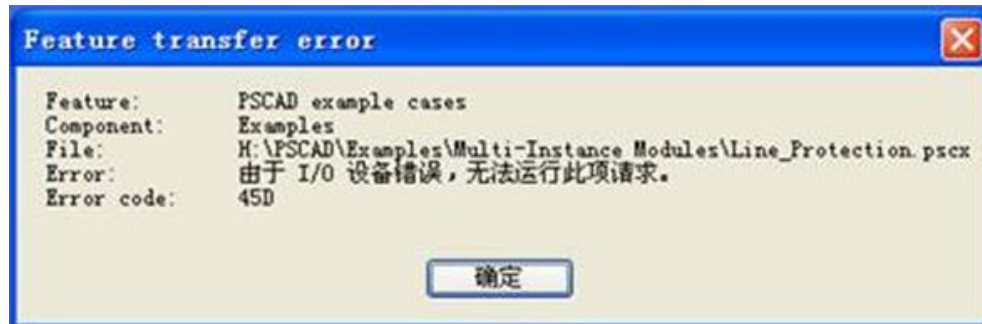 Feature transfer error
Feature: PSCAD example cases
Component: Examples
File: H:\PSCAD\Examples\Multi-Instance Modules\Line_Protection.pscx
Error: 由于 I/O 设备错误，无法运行此项请求。
Error code: 45D
确定